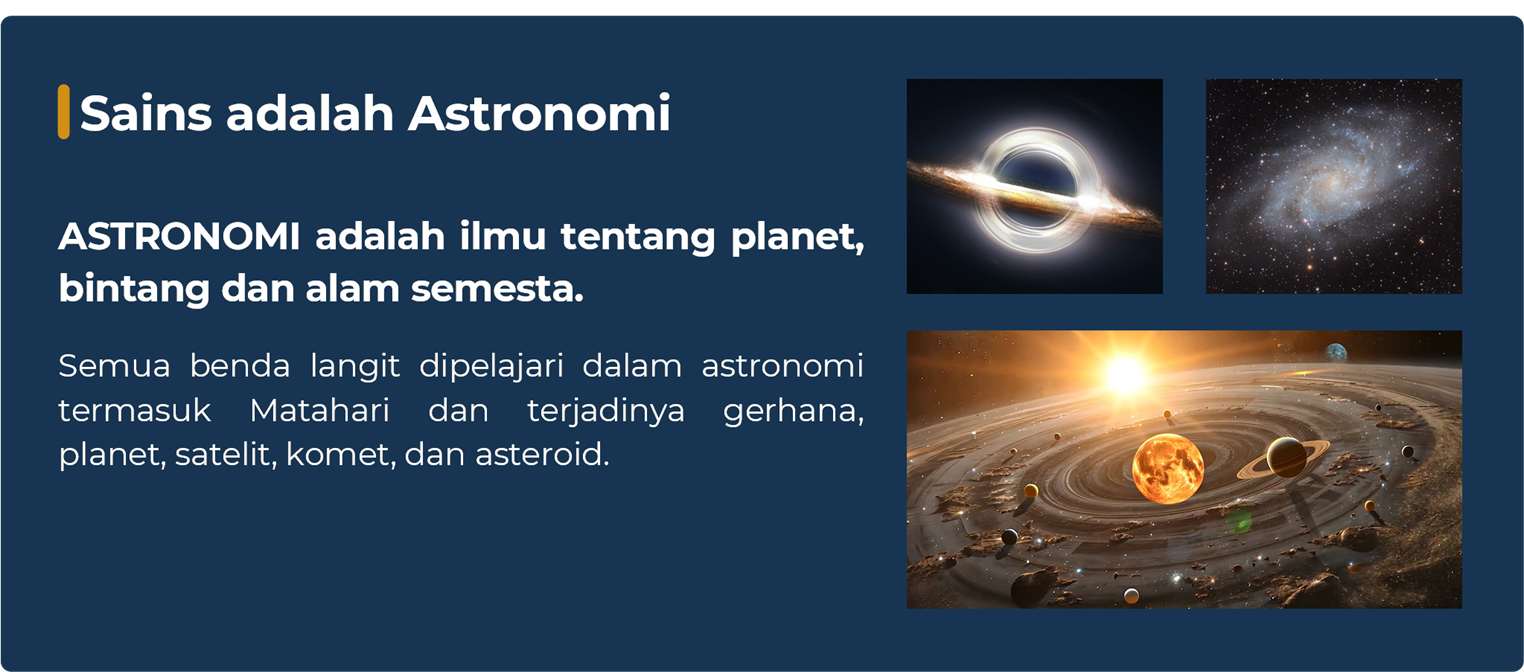 Sains adalah Astronomi
ASTRONOMI adalah ilmu tentang planet,
bintang dan alam semesta.
Semua benda langit dipelajari dalam astronomi
termasuk Matahari dan terjadinya gerhana,
planet, satelit, komet, dan asteroid.